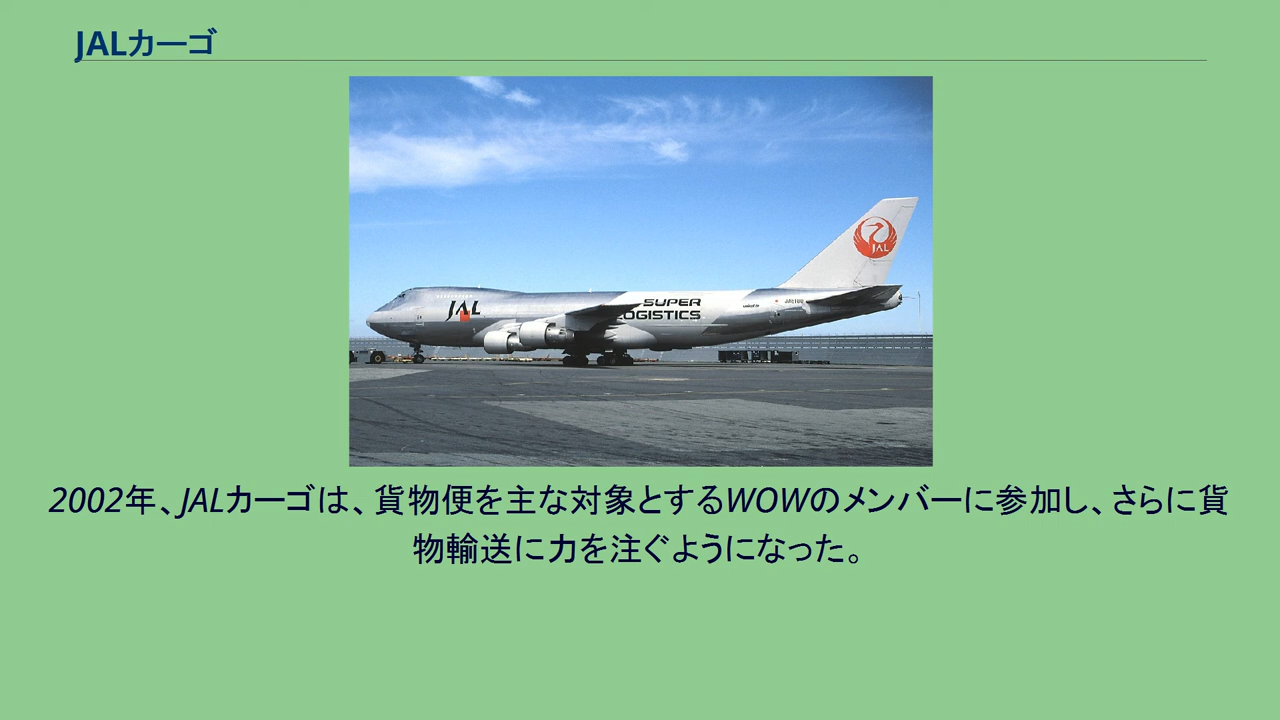 JALカーゴ
JAL
JAL
SUPER
LOGISTICS
2002年、JALカーゴは、貨物便を主な対象とするWOWのメンバーに参加し、さらに貨
物輸送に力を注ぐようになった。